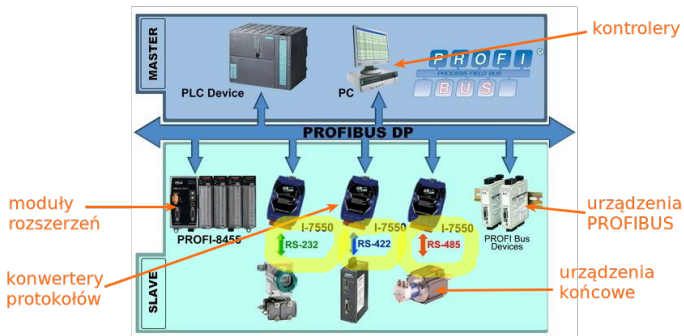 kontrolery
MASTER
PLC Device
PC
PROFI
PROCESS FIELD BUS
BUS
PROFIBUS DP
moduły
rozszerzeń
urządzenia
PROFIBUS
PROFI-8455
I-7550
I-7550
I-7550
PROFI Bus
Devices
RS-232
RS-422
RS-485
konwertery
protokołów
urządzenia
końcowe
SLAVE